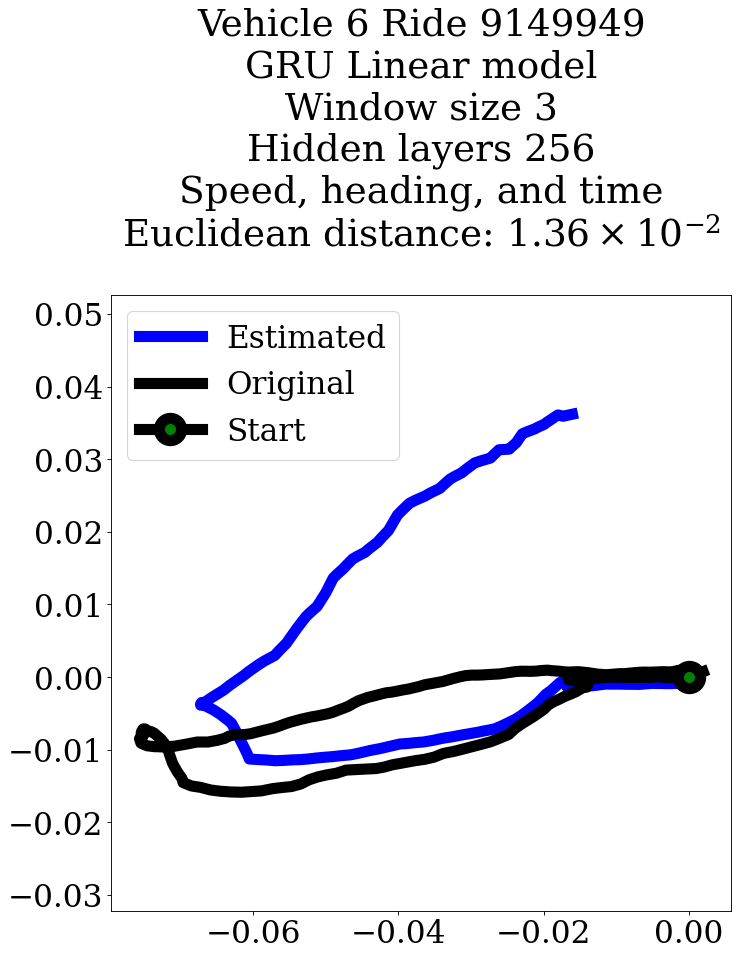 Vehicle 6 Ride 9149949
GRU Linear model
Window size 3
Hidden layers 256
Speed, heading, and time
Euclidean distance: 1.36 × 10⁻²
Estimated
Original
Start
0.05
0.04
0.03
0.02
0.01
0.00
−0.01
−0.02
−0.03
−0.06 −0.04 −0.02 0.00